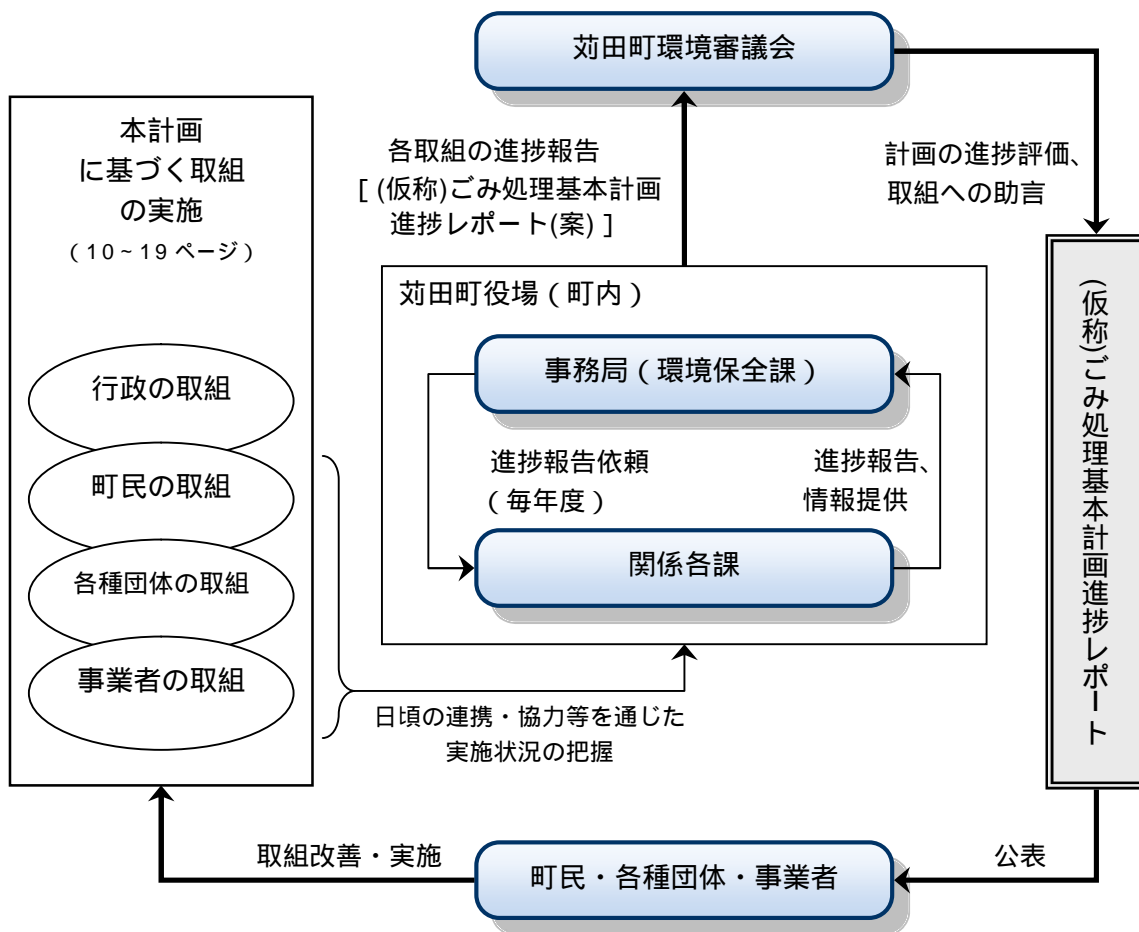 苅田町環境審議会
本計画
に基づく取組
の実施
（10～19ページ）
行政の取組
町民の取組
各種団体の取組
事業者の取組
各取組の進捗報告
[ (仮称)ごみ処理基本計画
進捗レポート(案) ]
計画の進捗評価、
取組への助言
苅田町役場（町内）
事務局（環境保全課）
進捗報告依頼
（毎年度）
進捗報告、
情報提供
関係各課
日頃の連携・協力等を通じた
実施状況の把握
(仮称)ごみ処理基本計画進捗レポート
取組改善・実施
町民・各種団体・事業者
公表